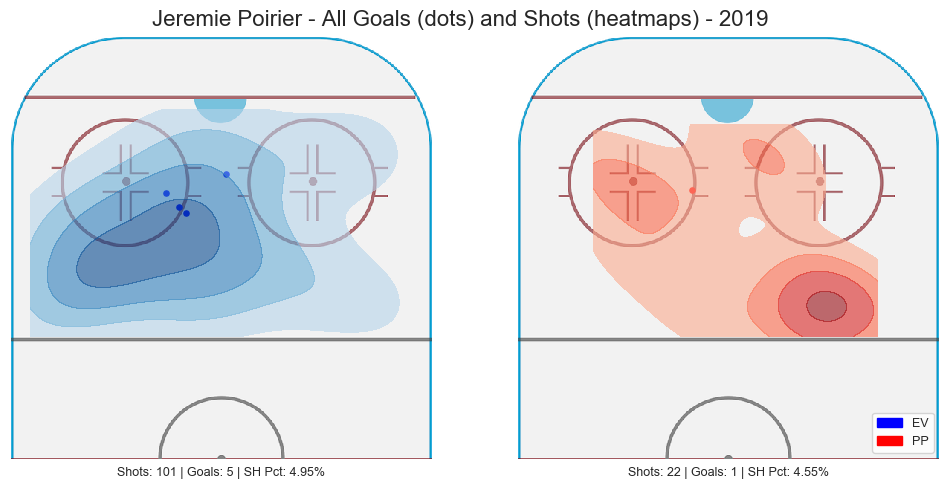 Jeremie Poirier - All Goals (dots) and Shots (heatmaps) - 2019
EV
PP
Shots: 101 | Goals: 5 | SH Pct: 4.95%
Shots: 22 | Goals: 1 | SH Pct: 4.55%